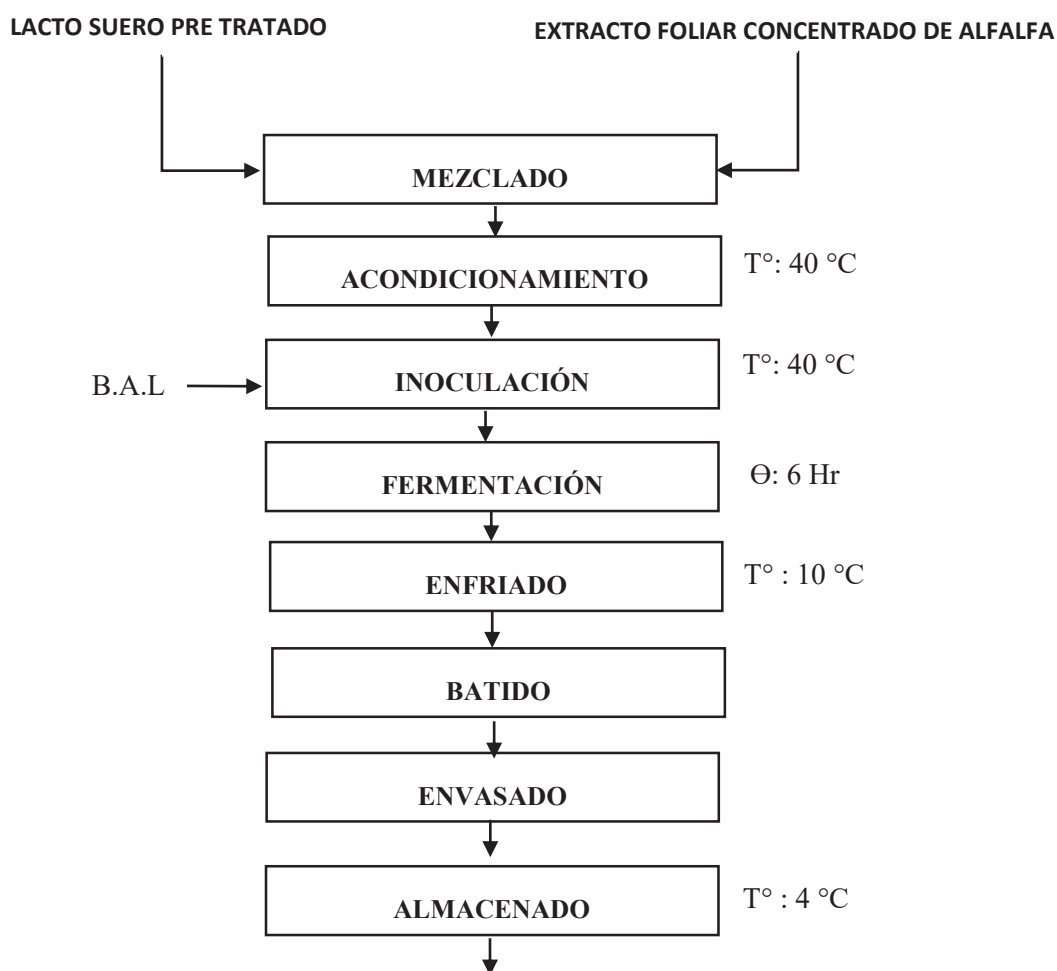 LACTO SUERO PRE TRATADO
EXTRACTO FOLIAR CONCENTRADO DE ALFALFA
MEZCLADO
ACONDICIONAMIENTO
T°: 40 °C
B.A.L
INOCULACIÓN
T°: 40 °C
FERMENTACIÓN
Ө: 6 Hr
ENFRIADO
T° : 10 °C
BATIDO
ENVASADO
ALMACENADO
T° : 4 °C